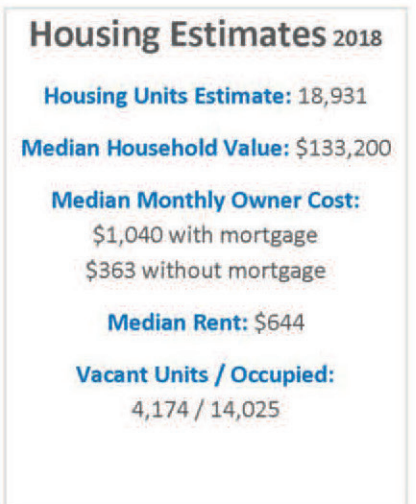 Housing Estimates 2018
Housing Units Estimate: 18,931
Median Household Value: $133,200
Median Monthly Owner Cost:
$1,040 with mortgage
$363 without mortgage
Median Rent: $644
Vacant Units / Occupied:
4,174 / 14,025